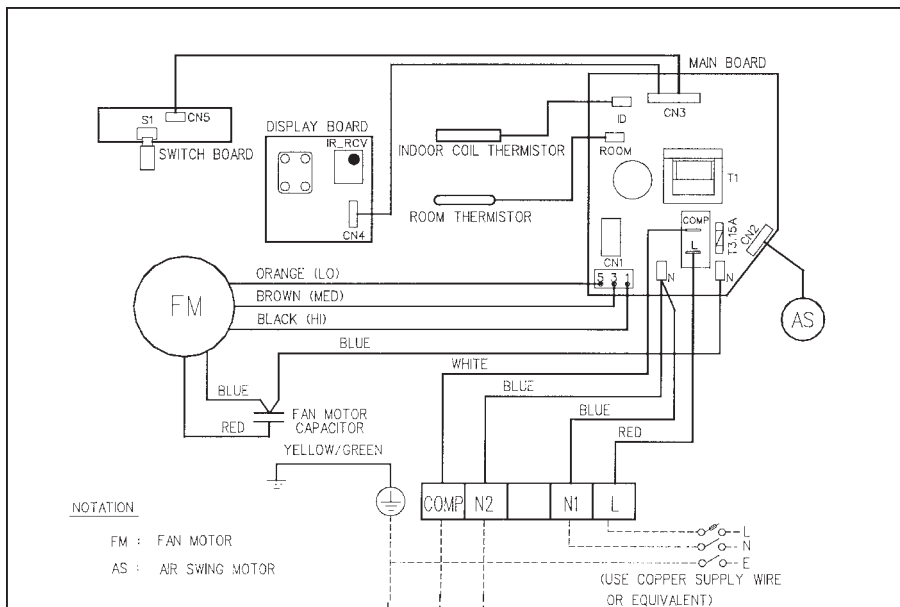 MAIN BOARD
CN3
S1
CN5
SWITCH BOARD
DISPLAY BOARD
IR_RCV
CN4
INDOOR COIL THERMISTOR
ID
ROOM
ROOM THERMISTOR
T1
COMP
L
T3.15A
CN2
CN1
5 3 1
N
N
AS
FM
ORANGE (LO)
BROWN (MED)
BLACK (HI)
BLUE
WHITE
BLUE
BLUE
BLUE
RED
RED
FAN MOTOR
CAPACITOR
YELLOW/GREEN
COMP N2 N1 L
NOTATION
FM : FAN MOTOR
AS : AIR SWING MOTOR
L
N
E
(USE COPPER SUPPLY WIRE
OR EQUIVALENT)